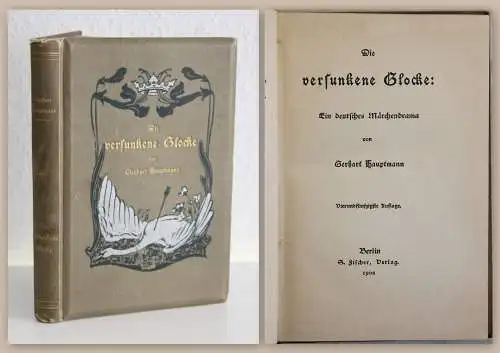 Die
versunkene Glocke
von
Gerhart Hauptmann
Die
versunkene Glocke:
Ein deutsches Märchendrama
von
Gerhart Hauptmann
Vierundfünfzigste Auflage.
Berlin
S. Fischer, Verlag.